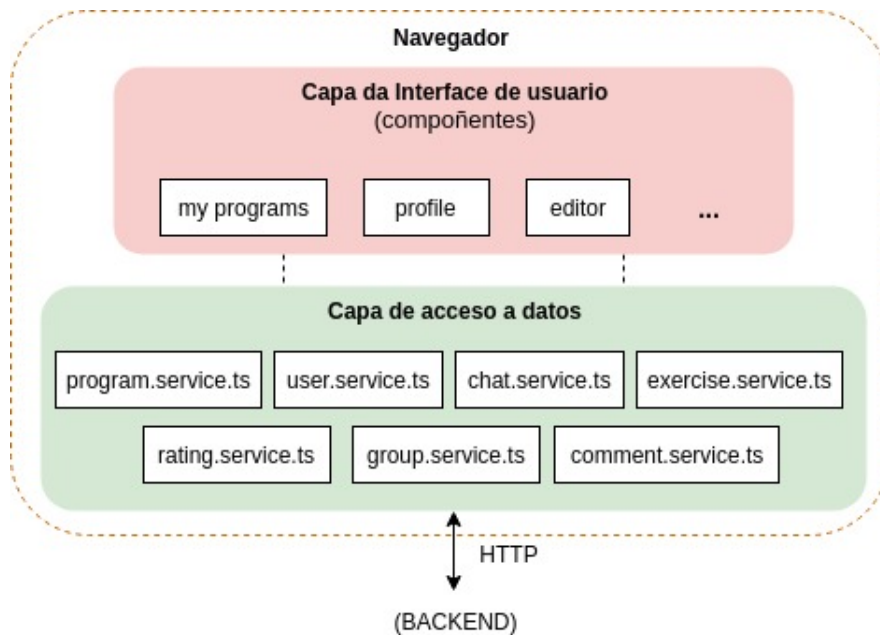 Navegador
Capa da Interface de usuario
(compoñentes)
my programs
profile
editor
...
Capa de acceso a datos
program.service.ts
user.service.ts
chat.service.ts
exercise.service.ts
rating.service.ts
group.service.ts
comment.service.ts
HTTP
(BACKEND)